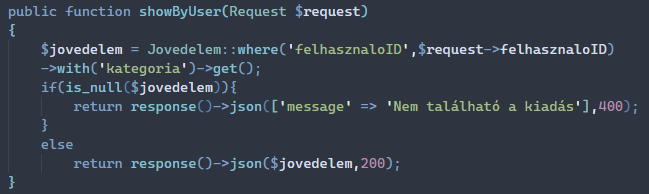 public function showByUser(Request $request)
{
    $jovedelem = Jovedelem::where('felhasznaloID',$request->felhasznaloID)
    ->with('kategoria')->get();
    if(is_null($jovedelem)){
        return response()->json(['message' => 'Nem található a kiadás'],400);
    }
    else
        return response()->json($jovedelem,200);
}